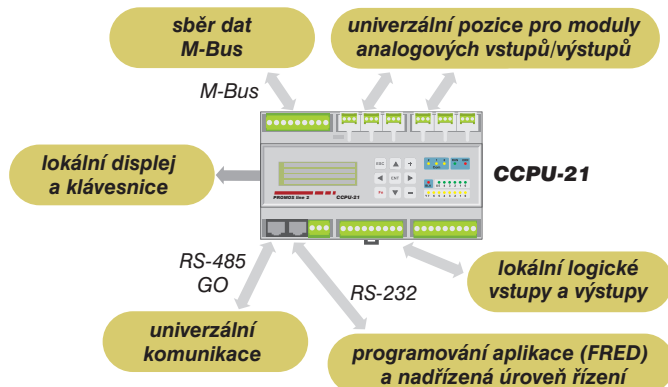 sběr dat
M-Bus
univerzální pozice pro moduly
analogových vstupů/výstupů
M-Bus
lokální displej
a klávesnice
ESC
+
ENT
Fn
PROMOS line 2
CCPU-21
CCPU-21
RS-485
GO
RS-232
lokální logické
vstupy a výstupy
univerzální
komunikace
programování aplikace (FRED)
a nadřízená úroveň řízení